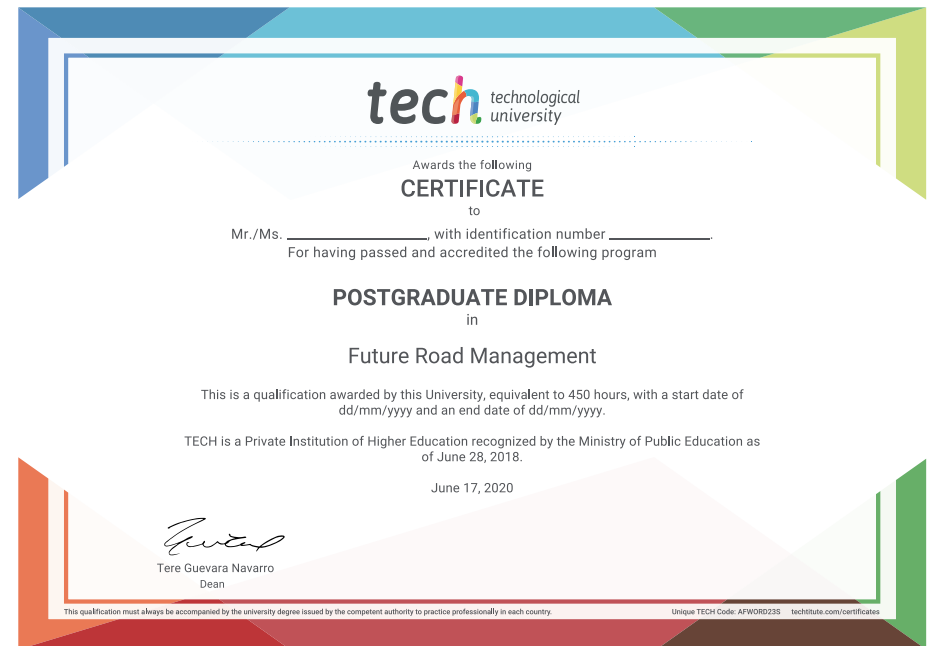 tech technological
university
Awards the following
CERTIFICATE
to
Mr./Ms. ____________________, with identification number ______________.
For having passed and accredited the following program
POSTGRADUATE DIPLOMA
in
Future Road Management
This is a qualification awarded by this University, equivalent to 450 hours, with a start date of
dd/mm/yyyy and an end date of dd/mm/yyyy.
TECH is a Private Institution of Higher Education recognized by the Ministry of Public Education as
of June 28, 2018.
June 17, 2020
Tere Guevara Navarro
Dean
This qualification must always be accompanied by the university degree issued by the competent authority to practice professionally in each country. Unique TECH Code: AFWORD23S techtitute.com/certificates